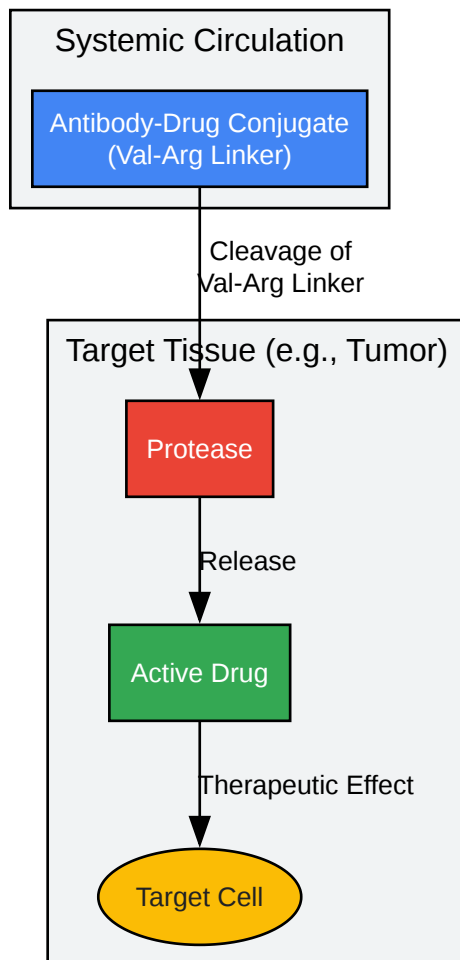 Systemic Circulation
Antibody-Drug Conjugate
(Val-Arg Linker)
Cleavage of
Val-Arg Linker
Target Tissue (e.g., Tumor)
Protease
Release
Active Drug
Therapeutic Effect
Target Cell